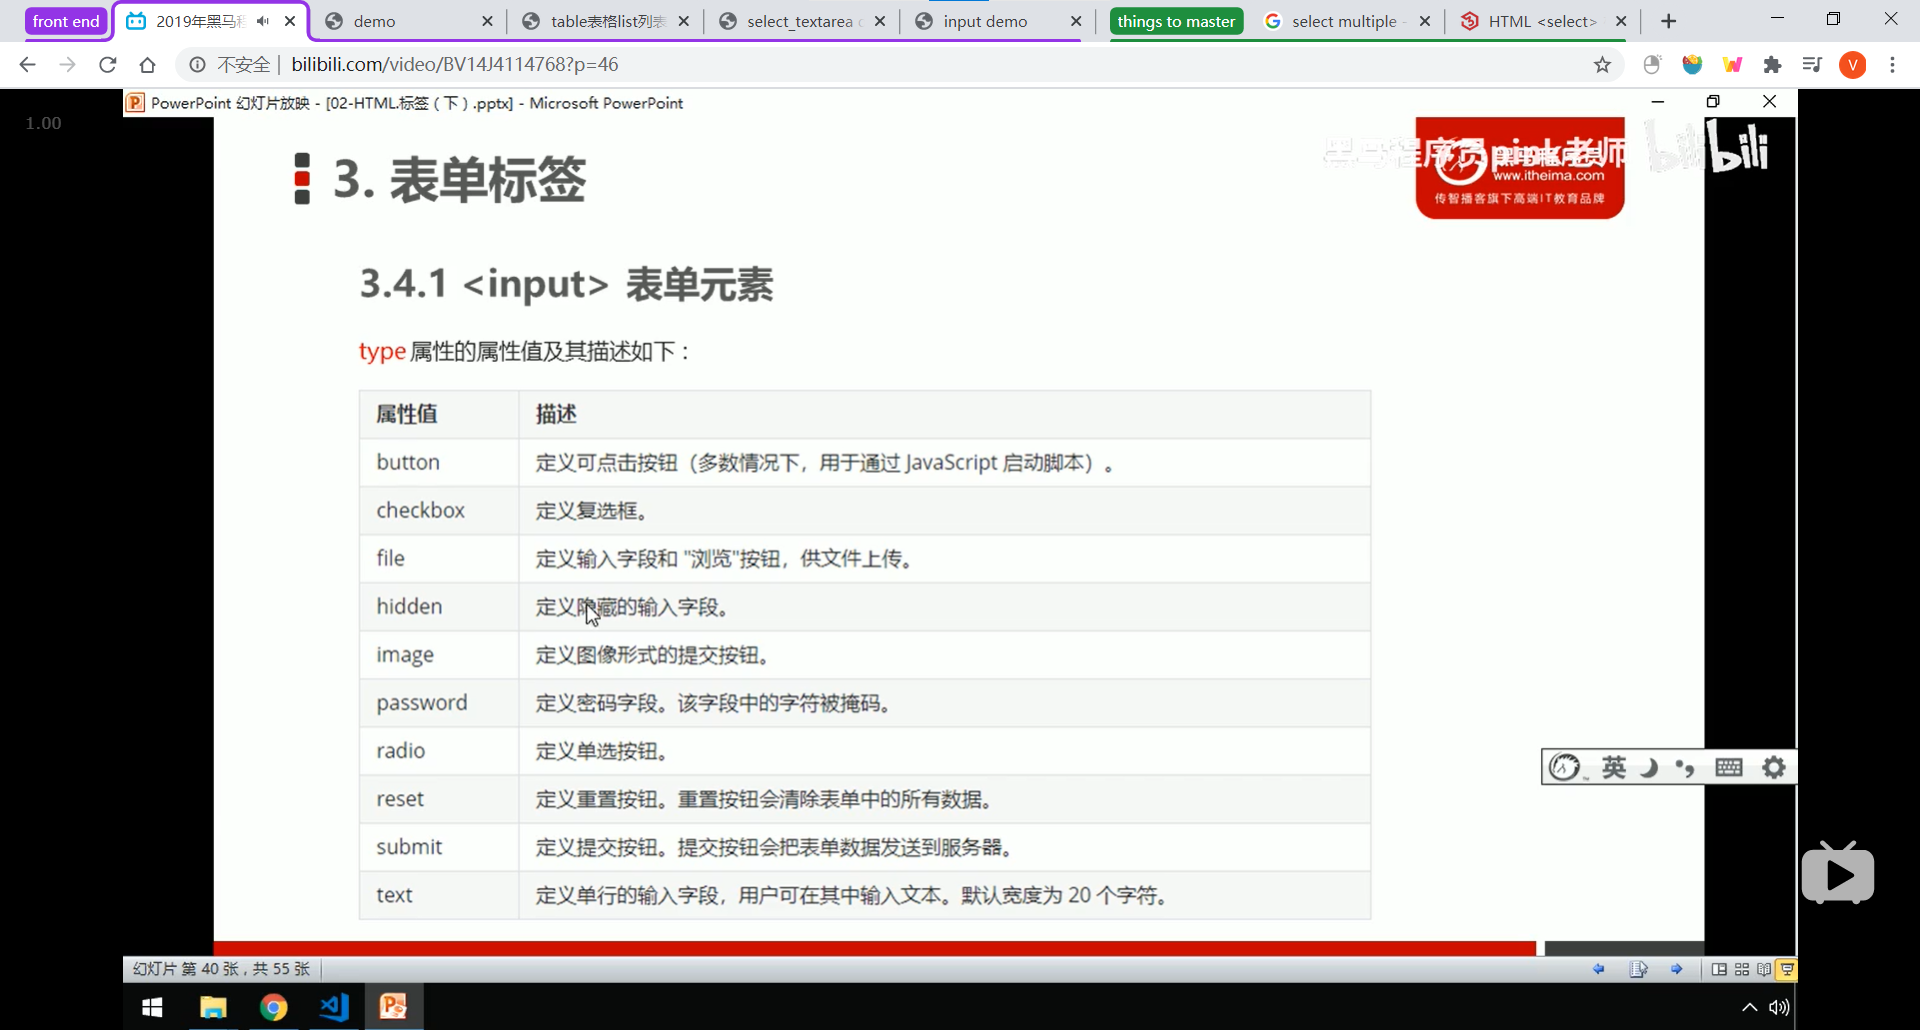 front end
2019年黑马程
demo
table表格list列表
select_textarea
input demo
things to master
select multiple -
HTML <select>
不安全 | bilibili.com/video/BV14J4114768?p=46
V
PowerPoint 幻灯片放映 - [02-HTML.标签（下）.pptx] - Microsoft PowerPoint
1.00
黑马程序员pink老师
bilibili
www.itheima.com
传智播客旗下高端IT教育品牌
3. 表单标签
3.4.1 <input> 表单元素
type 属性的属性值及其描述如下：
属性值 描述
button 定义可点击按钮（多数情况下，用于通过 JavaScript 启动脚本）。
checkbox 定义复选框。
file 定义输入字段和 "浏览"按钮，供文件上传。
hidden 定义隐藏的输入字段。
image 定义图像形式的提交按钮。
password 定义密码字段。该字段中的字符被掩码。
radio 定义单选按钮。
reset 定义重置按钮。重置按钮会清除表单中的所有数据。
submit 定义提交按钮。提交按钮会把表单数据发送到服务器。
text 定义单行的输入字段，用户可在其中输入文本。默认宽度为 20 个字符。
英
幻灯片 第 40 张，共 55 张